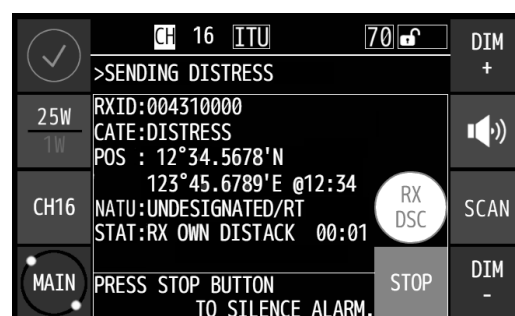 CH 16 ITU 70
DIM
+
>SENDING DISTRESS
25W
1W
RXID:004310000
CATE:DISTRESS
POS : 12°34.5678'N
123°45.6789'E @12:34
NATU:UNDESIGNATED/RT
STAT:RX OWN DISTACK 00:01
RX
DSC
CH16
SCAN
MAIN
PRESS STOP BUTTON
TO SILENCE ALARM.
STOP
DIM
-